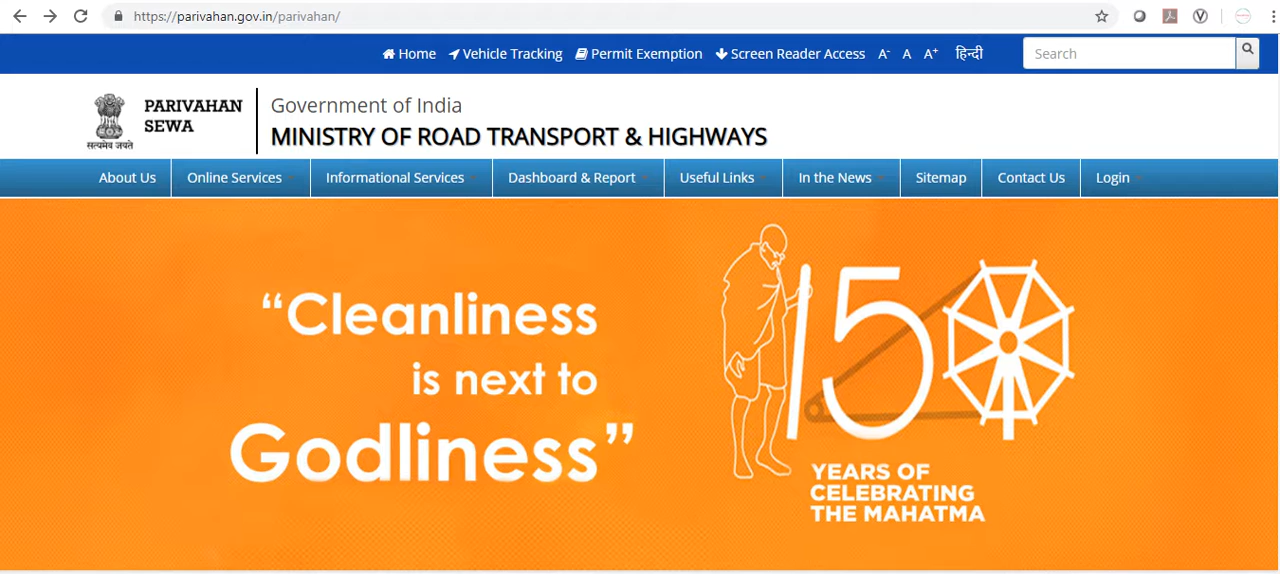 https://parivahan.gov.in/parivahan/
Home Vehicle Tracking Permit Exemption Screen Reader Access A- A A+ हिन्दी Search
PARIVAHAN
SEWA
सत्यमेव जयते
Government of India
MINISTRY OF ROAD TRANSPORT & HIGHWAYS
About Us Online Services Informational Services Dashboard & Report Useful Links In the News Sitemap Contact Us Login
“Cleanliness
is next to
Godliness”
150
YEARS OF
CELEBRATING
THE MAHATMA